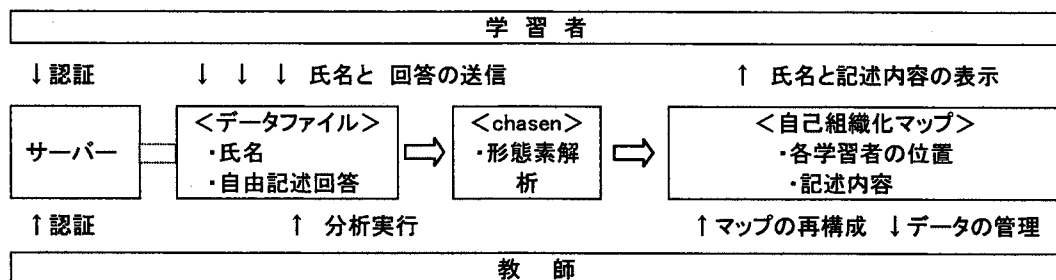 学 習 者
↓認証 ↓ ↓ ↓ 氏名と 回答の送信 ↑ 氏名と記述内容の表示
サーバー
＜データファイル＞
・氏名
・自由記述回答
＜chasen＞
・形態素解
析
＜自己組織化マップ＞
・各学習者の位置
・記述内容
↑認証 ↑ 分析実行 ↑マップの再構成 ↓データの管理
教 師